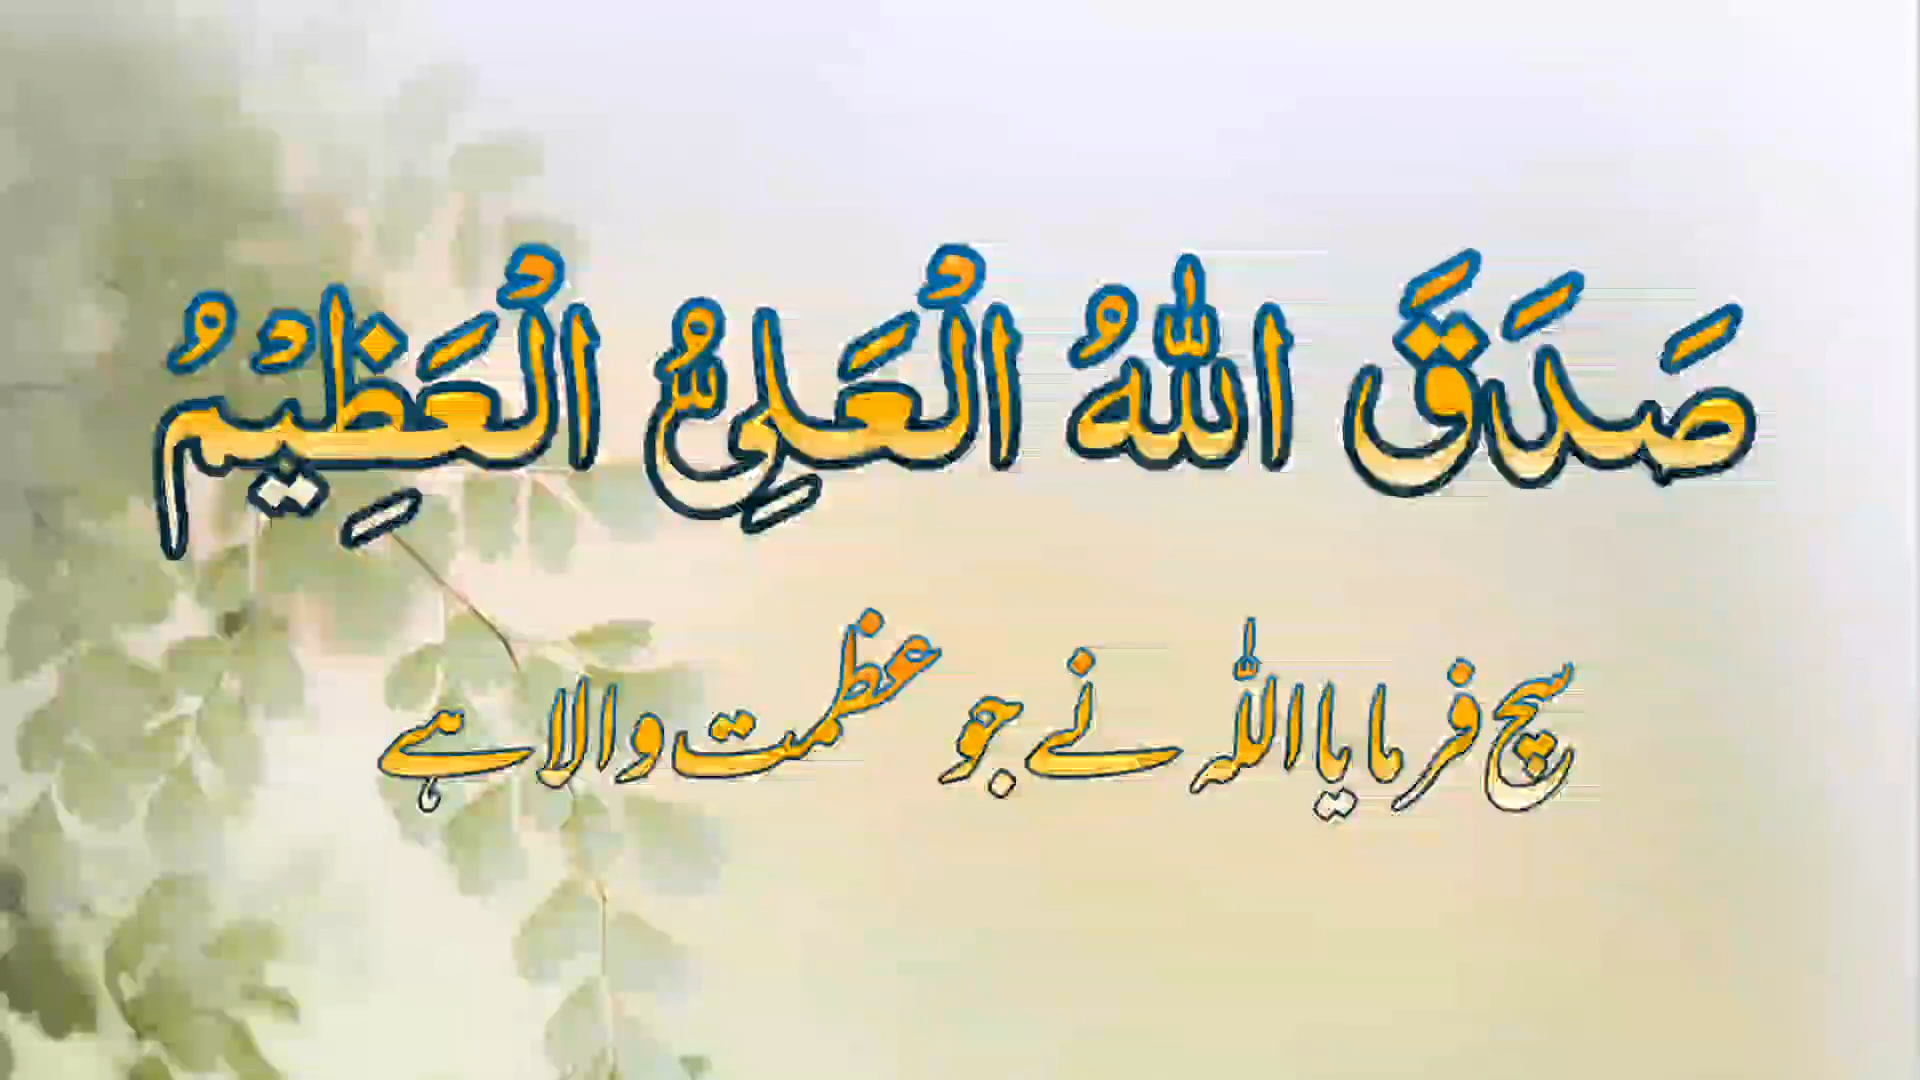 صَدَقَ اللّٰهُ الْعَلِیُّ الْعَظِیْمُ
سچ فرمایا اللہ نے جو عظمت والا ہے